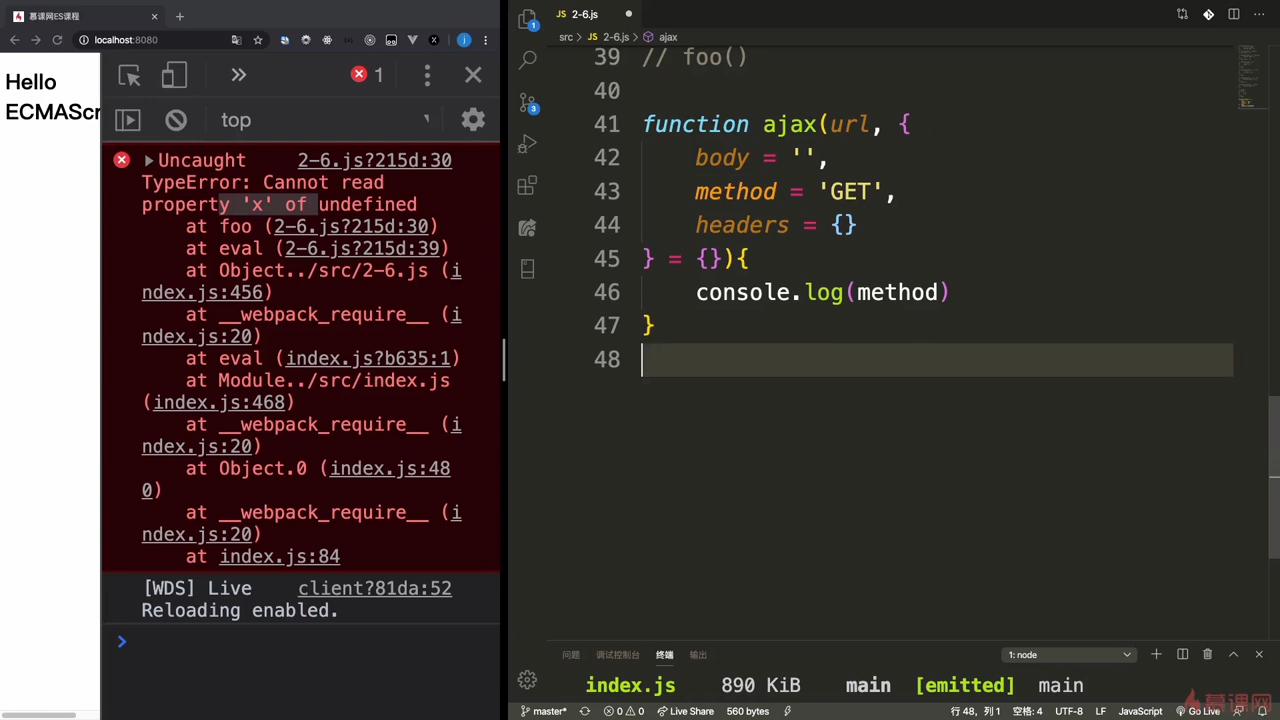 慕课网ES课程
localhost:8080
Hello
ECMAScr
1
top
Uncaught 2-6.js?215d:30
TypeError: Cannot read
property 'x' of undefined
at foo (2-6.js?215d:30)
at eval (2-6.js?215d:39)
at Object../src/2-6.js (i
ndex.js:456)
at __webpack_require__ (i
ndex.js:20)
at eval (index.js?b635:1)
at Module../src/index.js
(index.js:468)
at __webpack_require__ (i
ndex.js:20)
at Object.0 (index.js:48
0)
at __webpack_require__ (i
ndex.js:20)
at index.js:84
[WDS] Live client?81da:52
Reloading enabled.
JS 2-6.js
src > JS 2-6.js > ajax
39 // foo()
40
41 function ajax(url, {
42 body = '',
43 method = 'GET',
44 headers = {}
45 } = {}){
46 console.log(method)
47 }
48
问题 调试控制台 终端 输出 1: node
index.js 890 KiB main [emitted] main
master* 0 0 Live Share 560 bytes 行 48, 列 1 空格: 4 UTF-8 LF JavaScript Go Live
慕课网